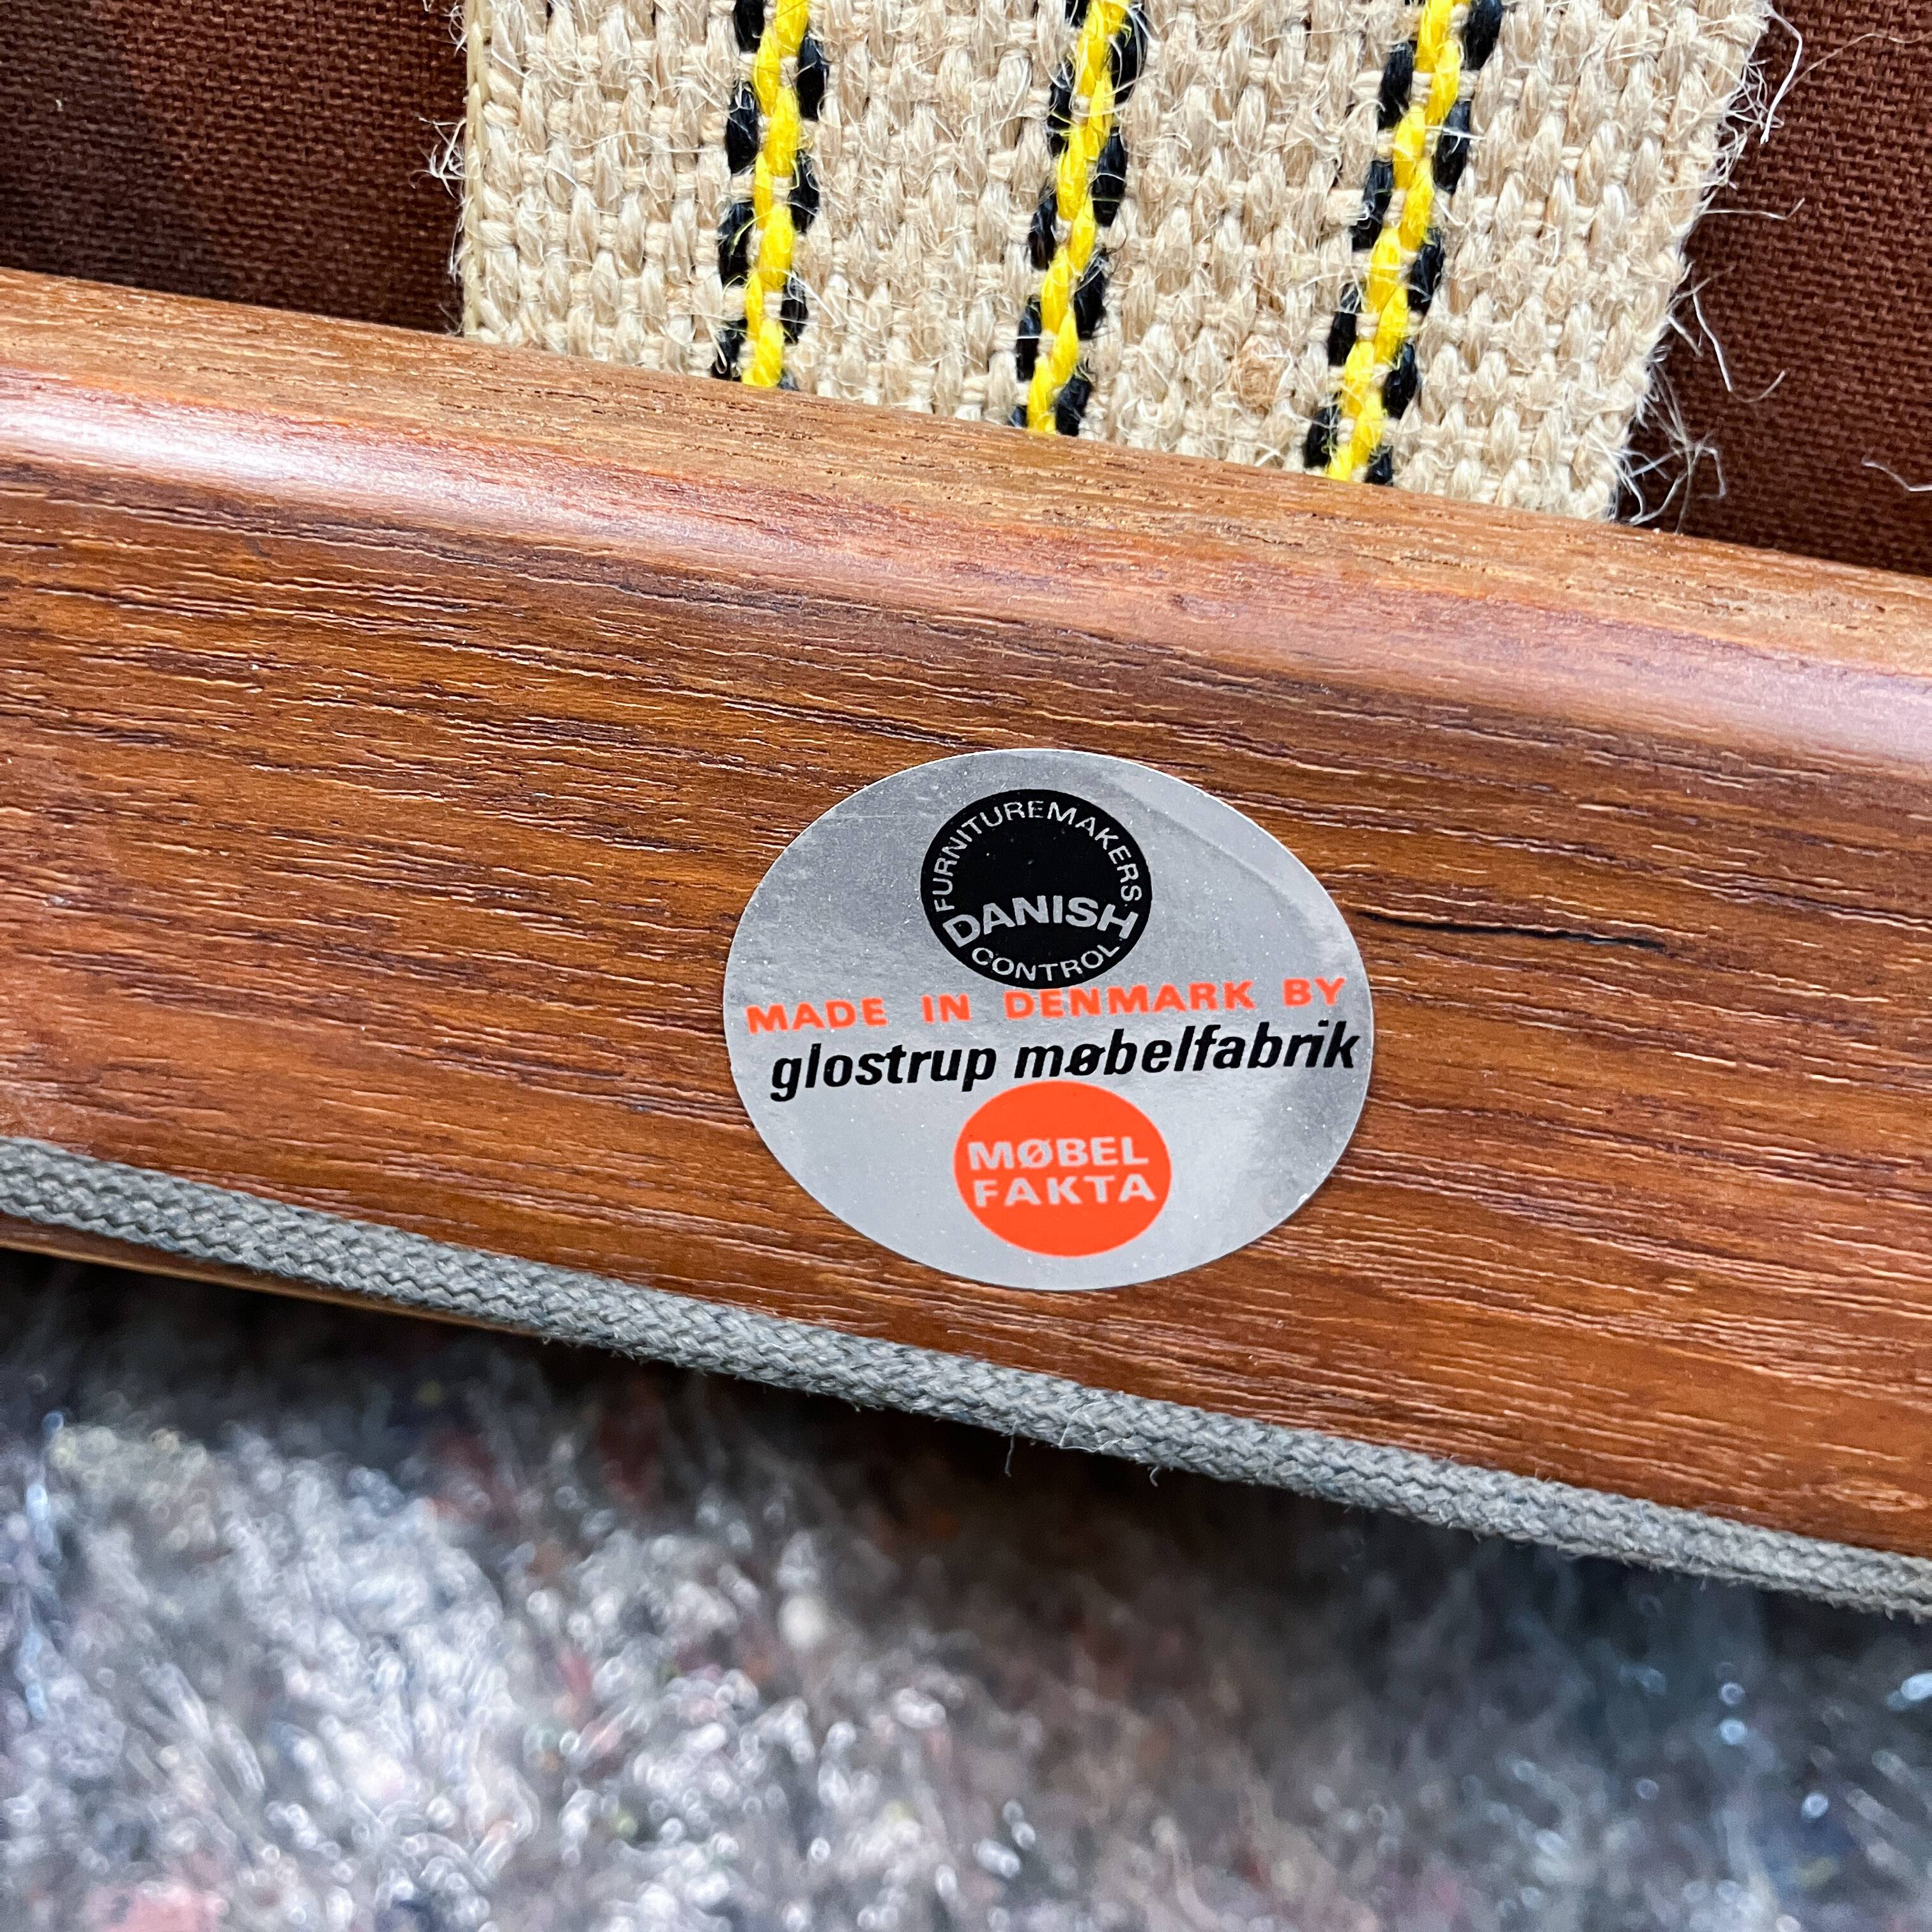 FURNITUREMAKERS
DANISH
CONTROL
MADE IN DENMARK BY
glostrup møbelfabrik
MØBEL
FAKTA